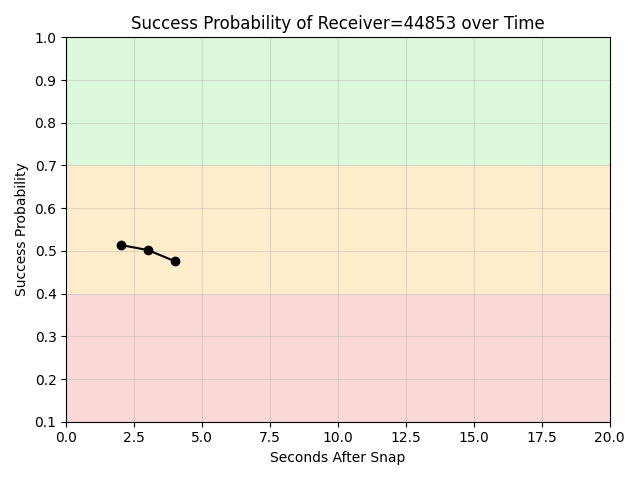 Success Probability of Receiver=44853 over Time
1.0
0.9
0.8
0.7
0.6
0.5
0.4
0.3
0.2
0.1
Success Probability
0.0 2.5 5.0 7.5 10.0 12.5 15.0 17.5 20.0
Seconds After Snap